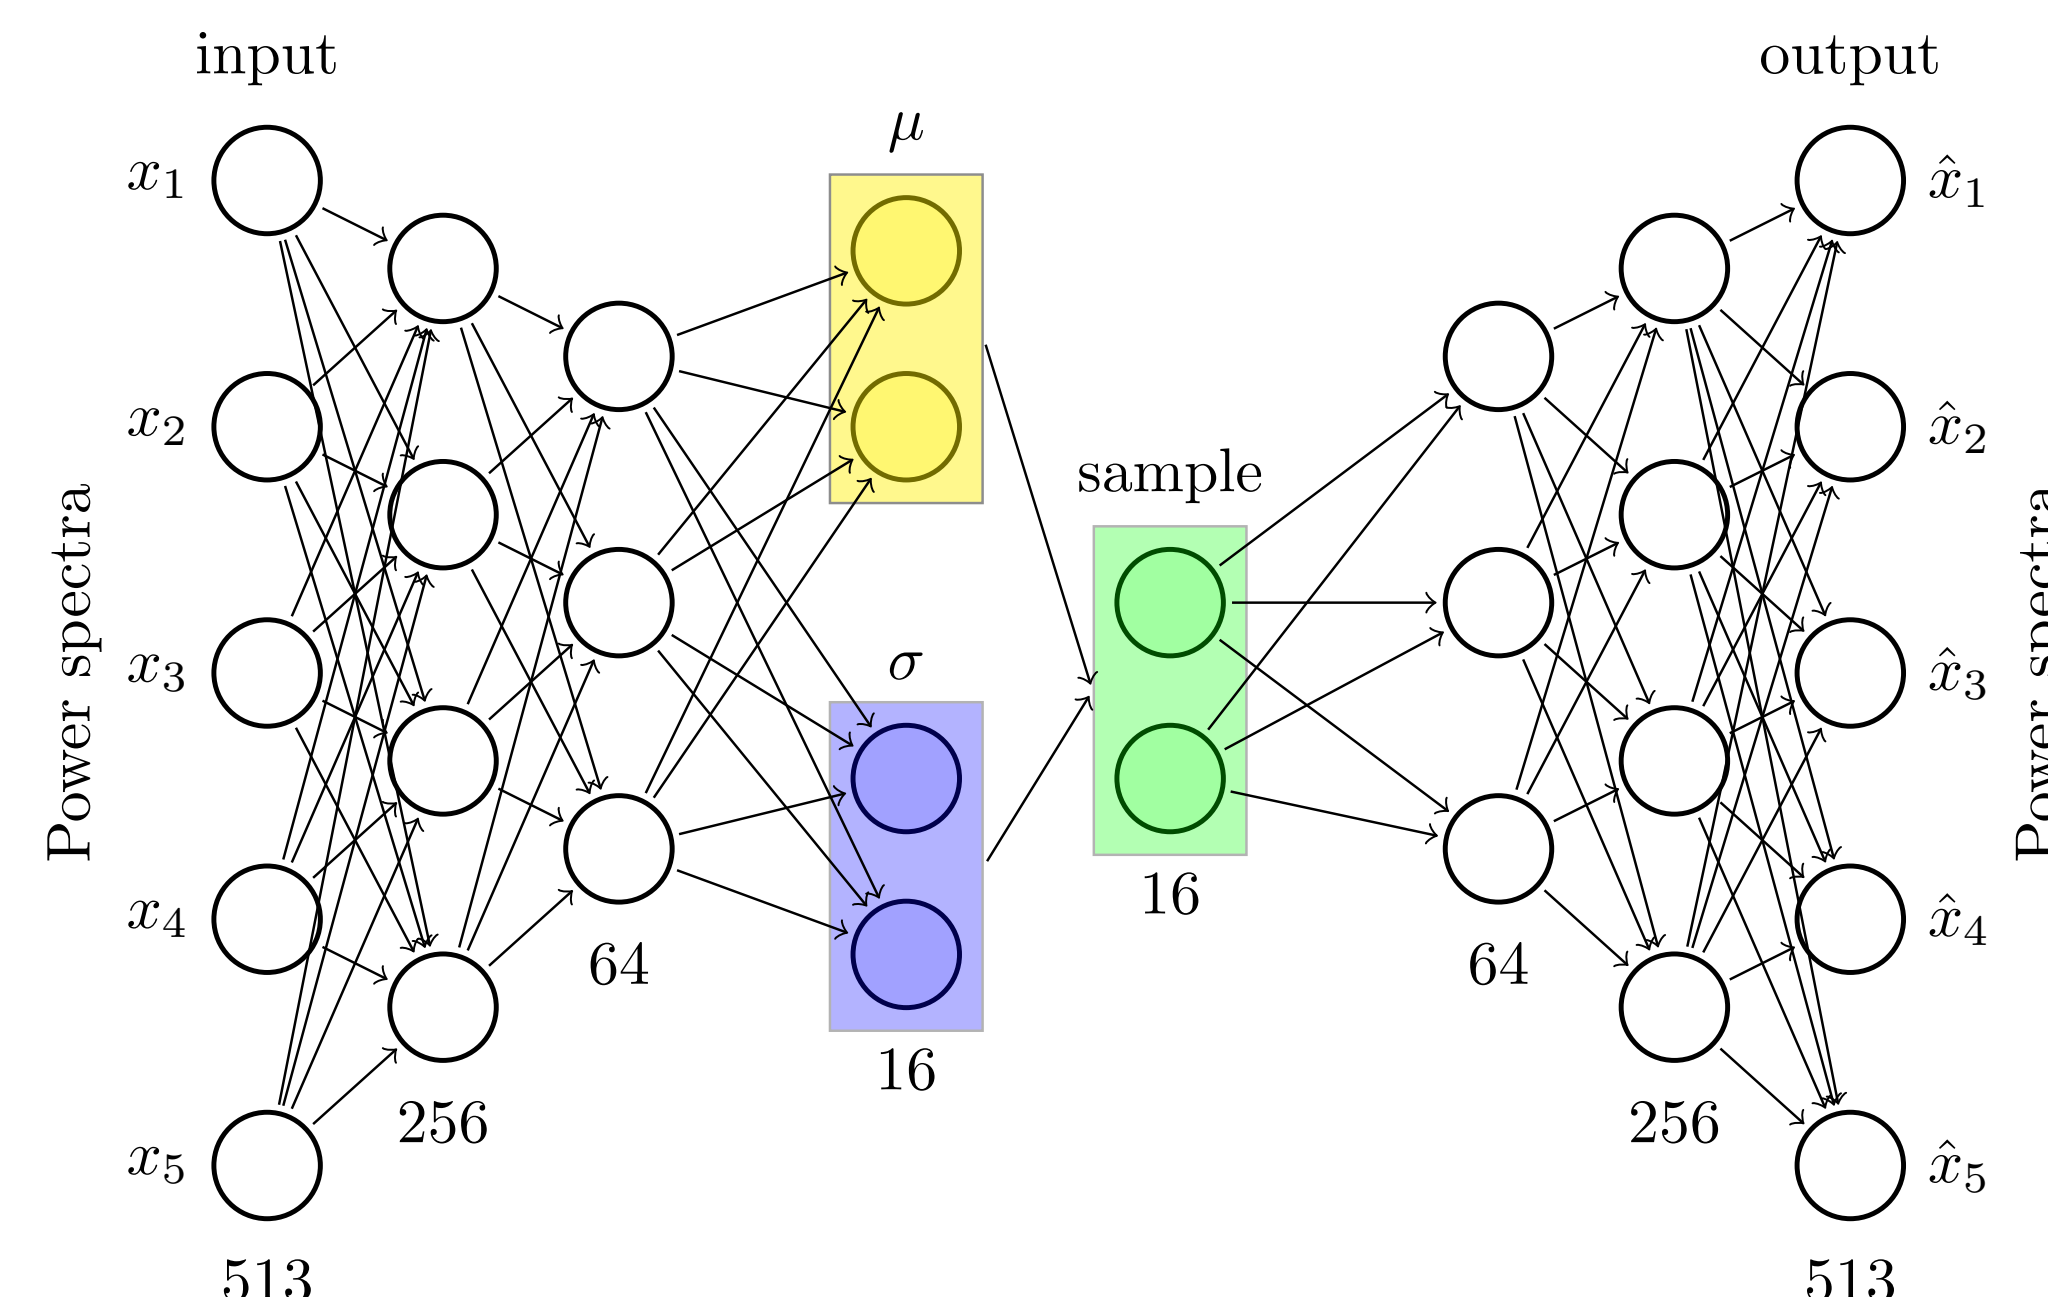 input
output
μ
x₁
x̂₁
x₂
x̂₂
sample
σ
Power spectra
x₃
x̂₃
Power spectra
16
x₄
x̂₄
64
64
16
256
256
x₅
x̂₅
513
513